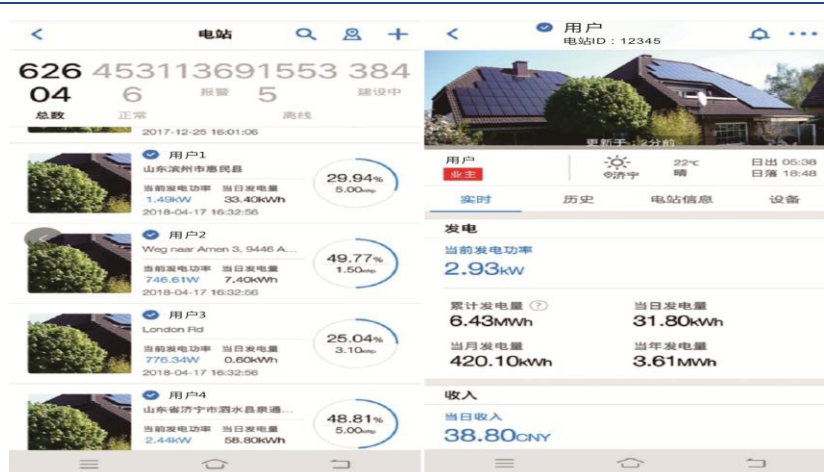 电站
626 4531136915553 384
04 6 报警 5 建设中
总数 正常 离线
2017-12-25 16:01:06
用户1
山东滨州市惠民县
当前发电功率 当日发电量
1.49kW 33.40kWh
2018-04-17 16:32:56
29.94%
5.00kWp
用户2
Weg naar Amen 3, 9446 A...
当前发电功率 当日发电量
746.61W 7.40kWh
2018-04-17 16:32:56
49.77%
1.50kWp
用户3
London Rd
当前发电功率 当日发电量
776.34W 0.60kWh
2018-04-17 16:32:56
25.04%
3.10kWp
用户4
山东省济宁市泗水县泉通...
当前发电功率 当日发电量
2.44kW 58.80kWh
48.81%
5.00kWp
用户
电站ID：12345
更新于：2分前
用户
业主
济宁
22℃
晴
日出 05:38
日落 18:48
实时 历史 电站信息 设备
发电
当前发电功率
2.93kW
累计发电量 ? 当日发电量
6.43MWh 31.80kWh
当月发电量 当年发电量
420.10kWh 3.61MWh
收入
当日收入
38.80CNY